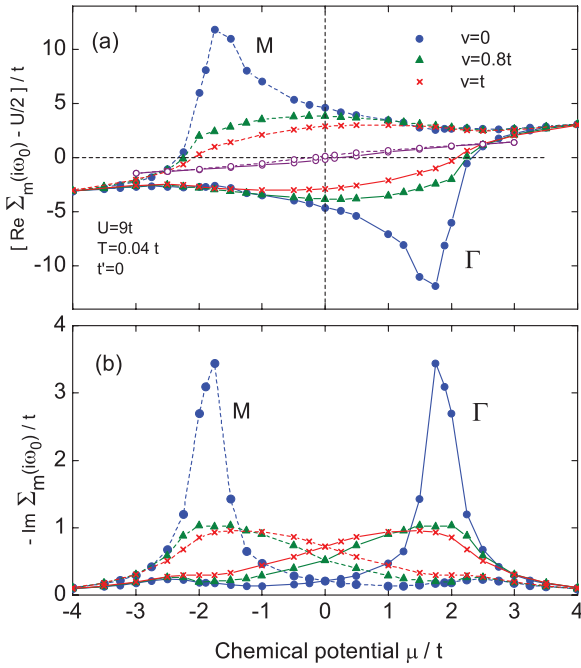 (a)
M
v=0
v=0.8t
v=t
[ Re Σm(iω0) – U/2 ] / t
10
5
0
-5
-10
U=9t
T=0.04 t
t'=0
Γ
(b)
M
Γ
- Im Σm(iω0) / t
4
3
2
1
0
-4 -3 -2 -1 0 1 2 3 4
Chemical potential μ / t